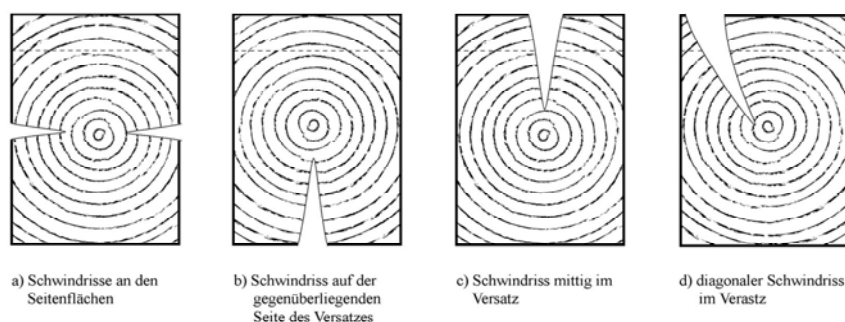 a) Schwindrisse an den
Seitenflächen
b) Schwindriss auf der
gegenüberliegenden
Seite des Versatzes
c) Schwindriss mittig im
Versatz
d) diagonaler Schwindriss
im Verastz